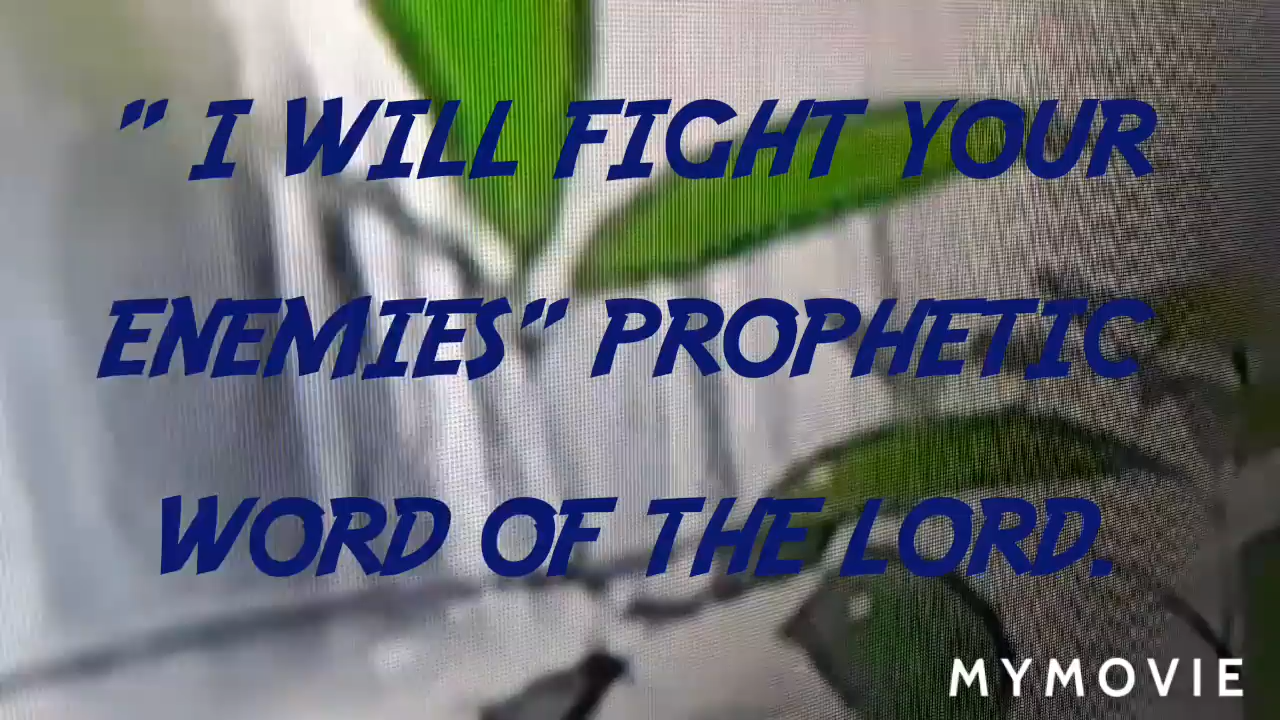 " I WILL FIGHT YOUR
ENEMIES" PROPHETIC
WORD OF THE LORD.
MYMOVIE